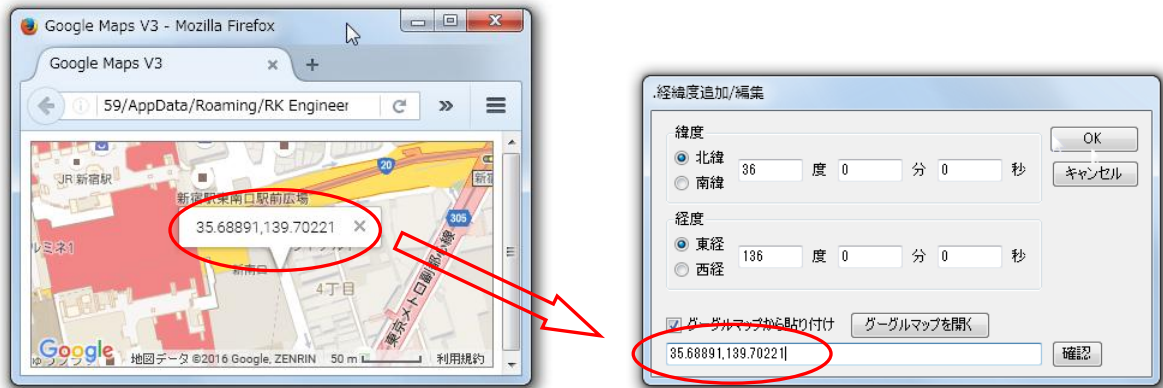 Google Maps V3 - Mozilla Firefox
Google Maps V3
59/AppData/Roaming/RK Engineer
JR 新宿駅
20
新宿駅東南口駅前広場
35.68891,139.70221
305
ルミネ1
新南口
4丁目
東京メトロ副都心線
Google
地図データ ©2016 Google, ZENRIN
50 m
利用規約
.経緯度追加/編集
緯度
北緯
南緯
36 度 0 分 0 秒
OK
キャンセル
経度
東経
西経
136 度 0 分 0 秒
グーグルマップから貼り付け
グーグルマップを開く
35.68891,139.70221
確認